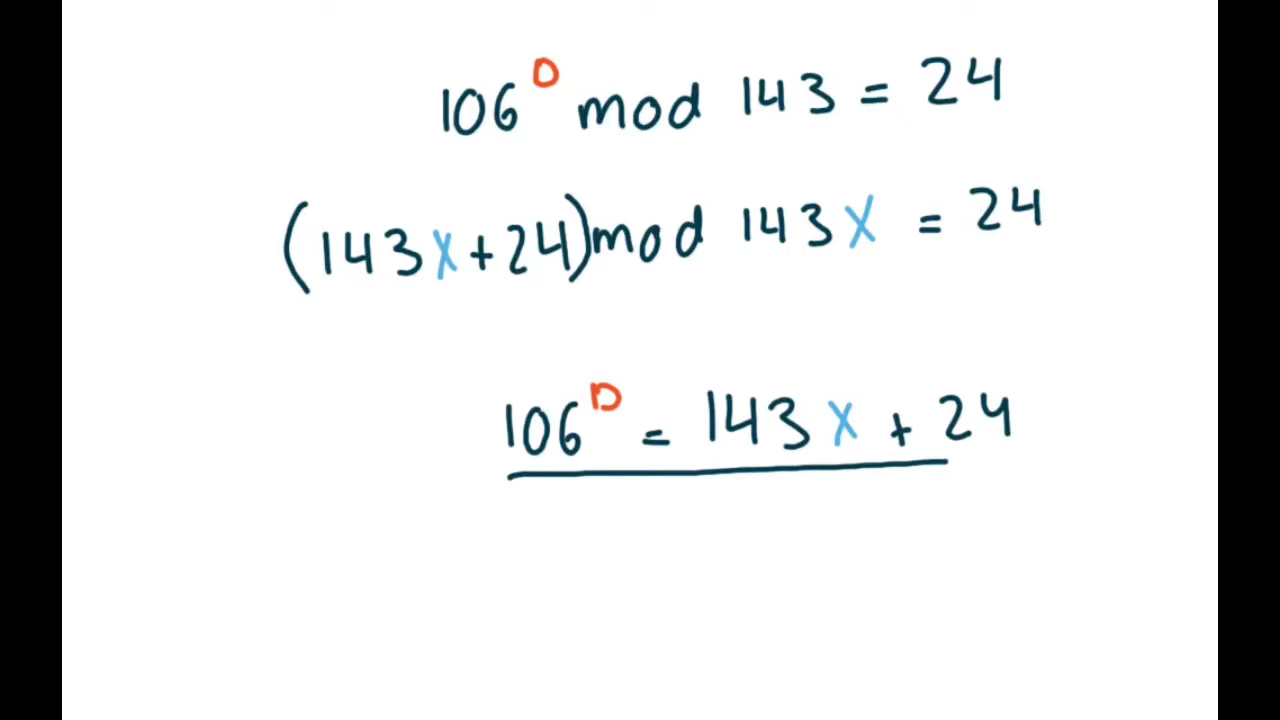 106^D mod 143 = 24
(143x+24)mod 143x = 24
106^D = 143x + 24